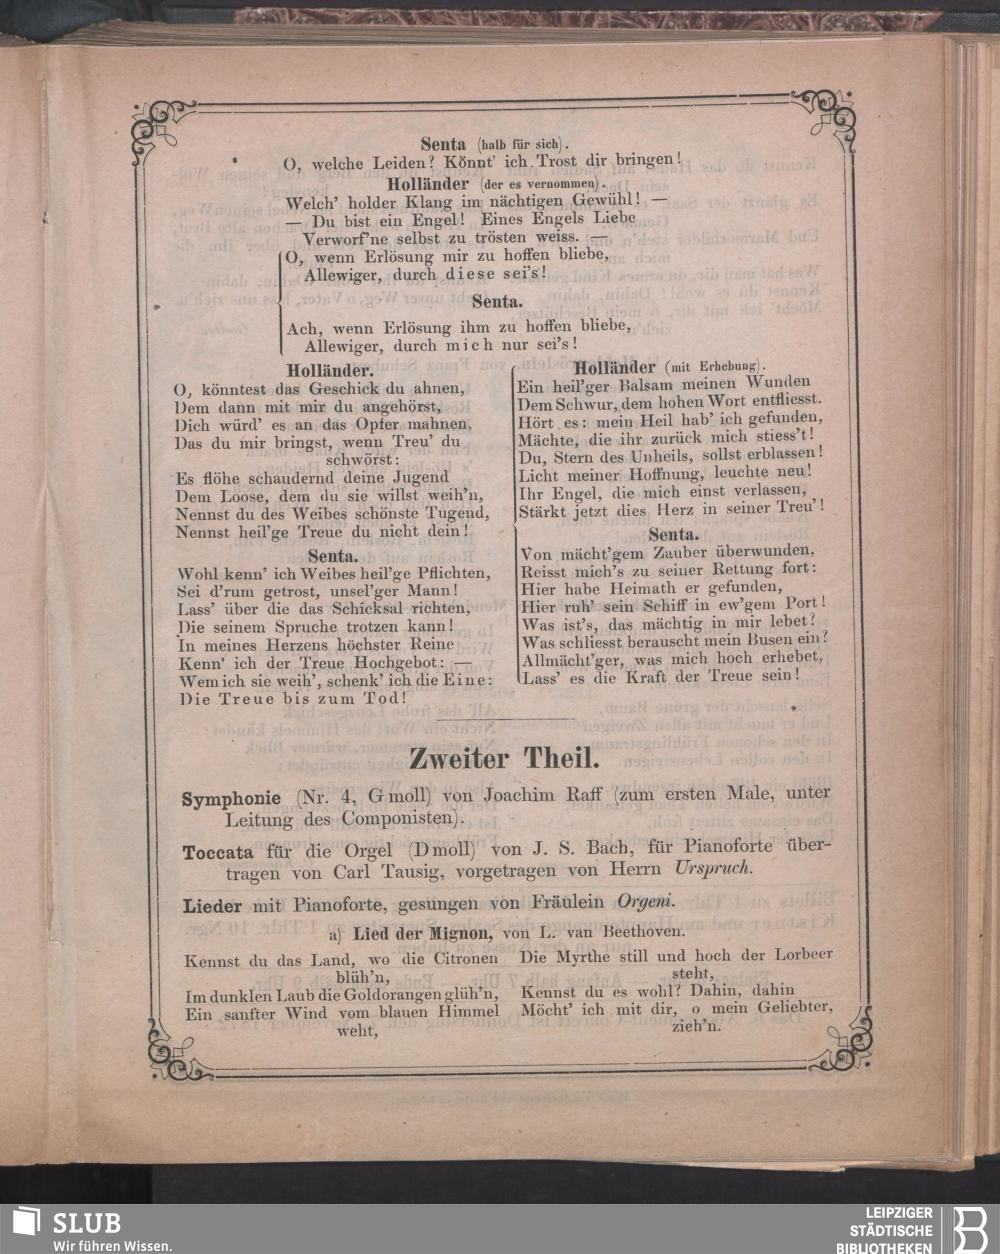 Senta (halb für sich).
O, welche Leiden? Könnt' ich Trost dir bringen!
Holländer (der es vernommen).
Welch' holder Klang im nächtigen Gewühl! —
— Du bist ein Engel! Eines Engels Liebe
Verworf'ne selbst zu trösten weiss. —
O, wenn Erlösung mir zu hoffen bliebe,
Allewiger, durch diese sei's!
Senta.
Ach, wenn Erlösung ihm zu hoffen bliebe,
Allewiger, durch mich nur sei's!
Holländer.
O, könntest das Geschick du ahnen,
Dem dann mit mir du angehörst,
Dich würd' es an das Opfer mahnen,
Das du mir bringst, wenn Treu' du
schwörst:
Es flöhe schaudernd deine Jugend
Dem Loose, dem du sie willst weih'n,
Nennst du des Weibes schönste Tugend,
Nennst heil'ge Treue du nicht dein!
Senta.
Wohl kenn' ich Weibes heil'ge Pflichten,
Sei d'rum getrost, unsel'ger Mann!
Lass' über die das Schicksal richten,
Die seinem Spruche trotzen kann!
In meines Herzens höchster Reine
Kenn' ich der Treue Hochgebot: —
Wem ich sie weih', schenk' ich die Eine:
Die Treue bis zum Tod!
Holländer (mit Erhebung).
Ein heil'ger Balsam meinen Wunden
Dem Schwur, dem hohen Wort entfliesst.
Hört es: mein Heil hab' ich gefunden,
Mächte, die ihr zurück mich stiess't!
Du, Stern des Unheils, sollst erblassen!
Licht meiner Hoffnung, leuchte neu!
Ihr Engel, die mich einst verlassen,
Stärkt jetzt dies Herz in seiner Treu'!
Senta.
Von mächt'gem Zauber überwunden,
Reisst mich's zu seiner Rettung fort:
Hier habe Heimath er gefunden,
Hier ruh' sein Schiff in ew'gem Port!
Was ist's, das mächtig in mir lebet?
Was schliesst berauscht mein Busen ein?
Allmächt'ger, was mich hoch erhebet,
Lass' es die Kraft der Treue sein!
Zweiter Theil.
Symphonie (Nr. 4, G moll) von Joachim Raff (zum ersten Male, unter
Leitung des Componisten).
Toccata für die Orgel (D moll) von J. S. Bach, für Pianoforte über-
tragen von Carl Tausig, vorgetragen von Herrn Urspruch.
Lieder mit Pianoforte, gesungen von Fräulein Orgeni.
a) Lied der Mignon, von L. van Beethoven.
Kennst du das Land, wo die Citronen
blüh'n,
Im dunklen Laub die Goldorangen glüh'n,
Ein sanfter Wind vom blauen Himmel
weht,
Die Myrthe still und hoch der Lorbeer
steht,
Kennst du es wohl? Dahin, dahin
Möcht' ich mit dir, o mein Geliebter,
zieh'n.
SLUB
Wir führen Wissen.
LEIPZIGER
STÄDTISCHE
BIBLIOTHEKEN